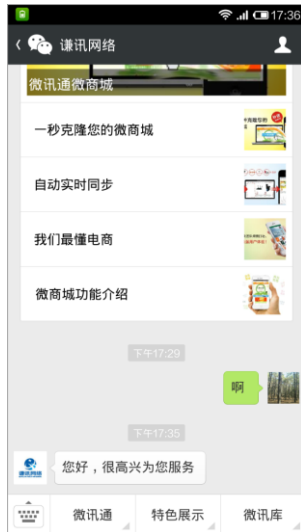 17:36
谦讯网络
微讯通微商城
一秒克隆您的微商城
自动实时同步
我们最懂电商
微商城功能介绍
下午17:29
啊
下午17:35
您好，很高兴为您服务
微讯通
特色展示
微讯库